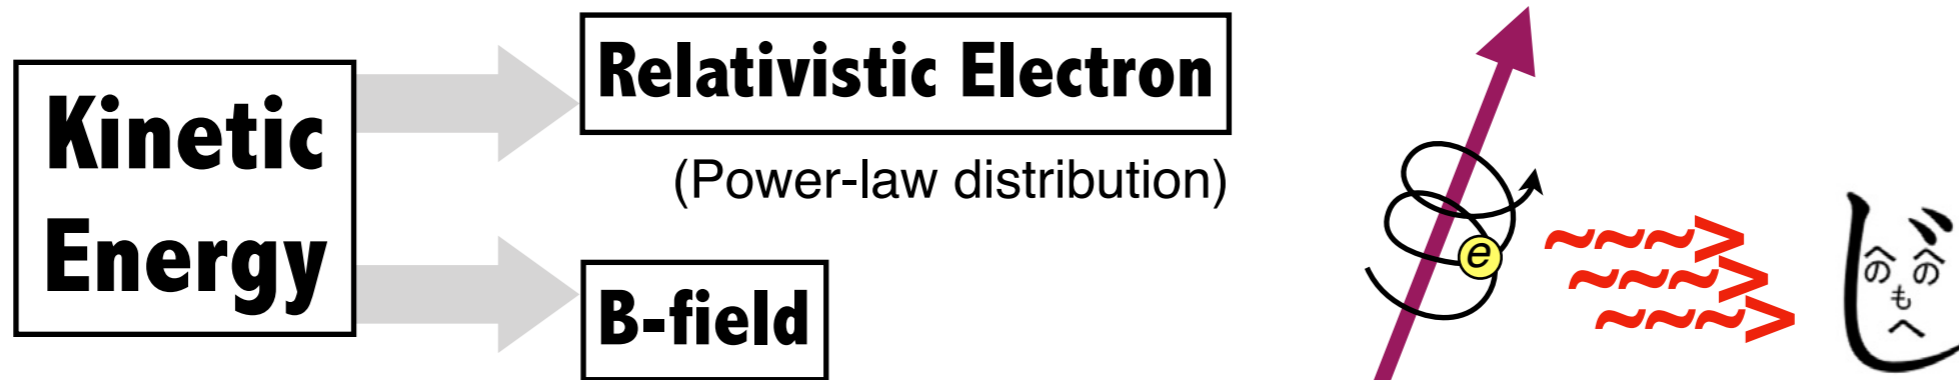 Kinetic
Energy
Relativistic Electron
(Power-law distribution)
B-field
e
~~~>
~~~>
~~~>
へへ
のの
も
へ
じ